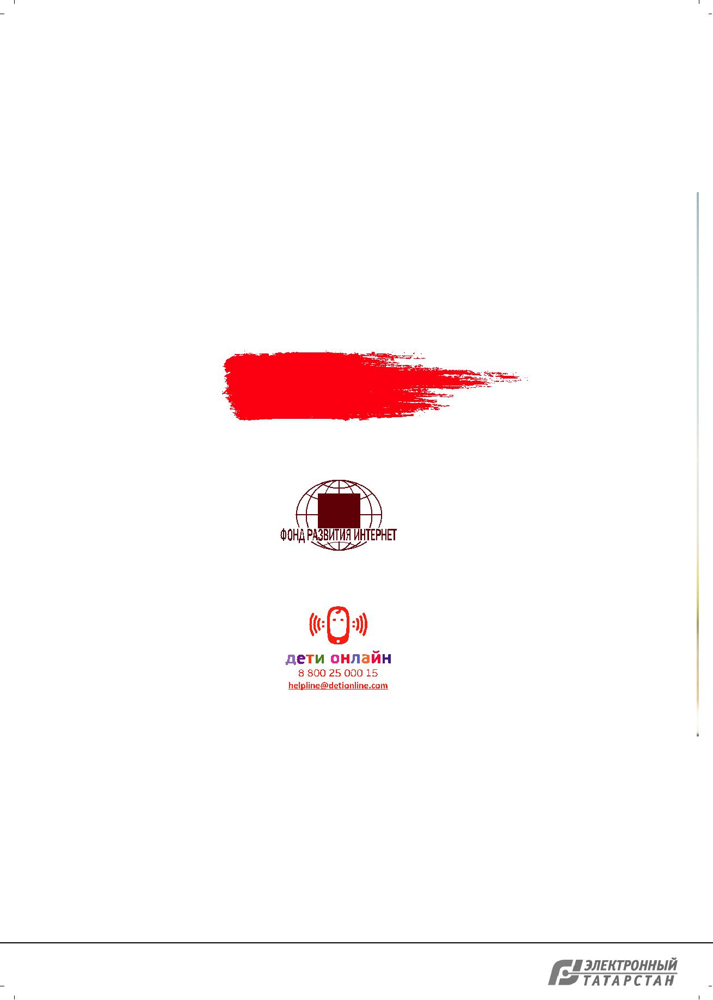 ФОНД РАЗВИТИЯ ИНТЕРНЕТ
дети онлайн
8 800 25 000 15
helpline@detionline.com
ЭЛЕКТРОННЫЙ
ТАТАРСТАН